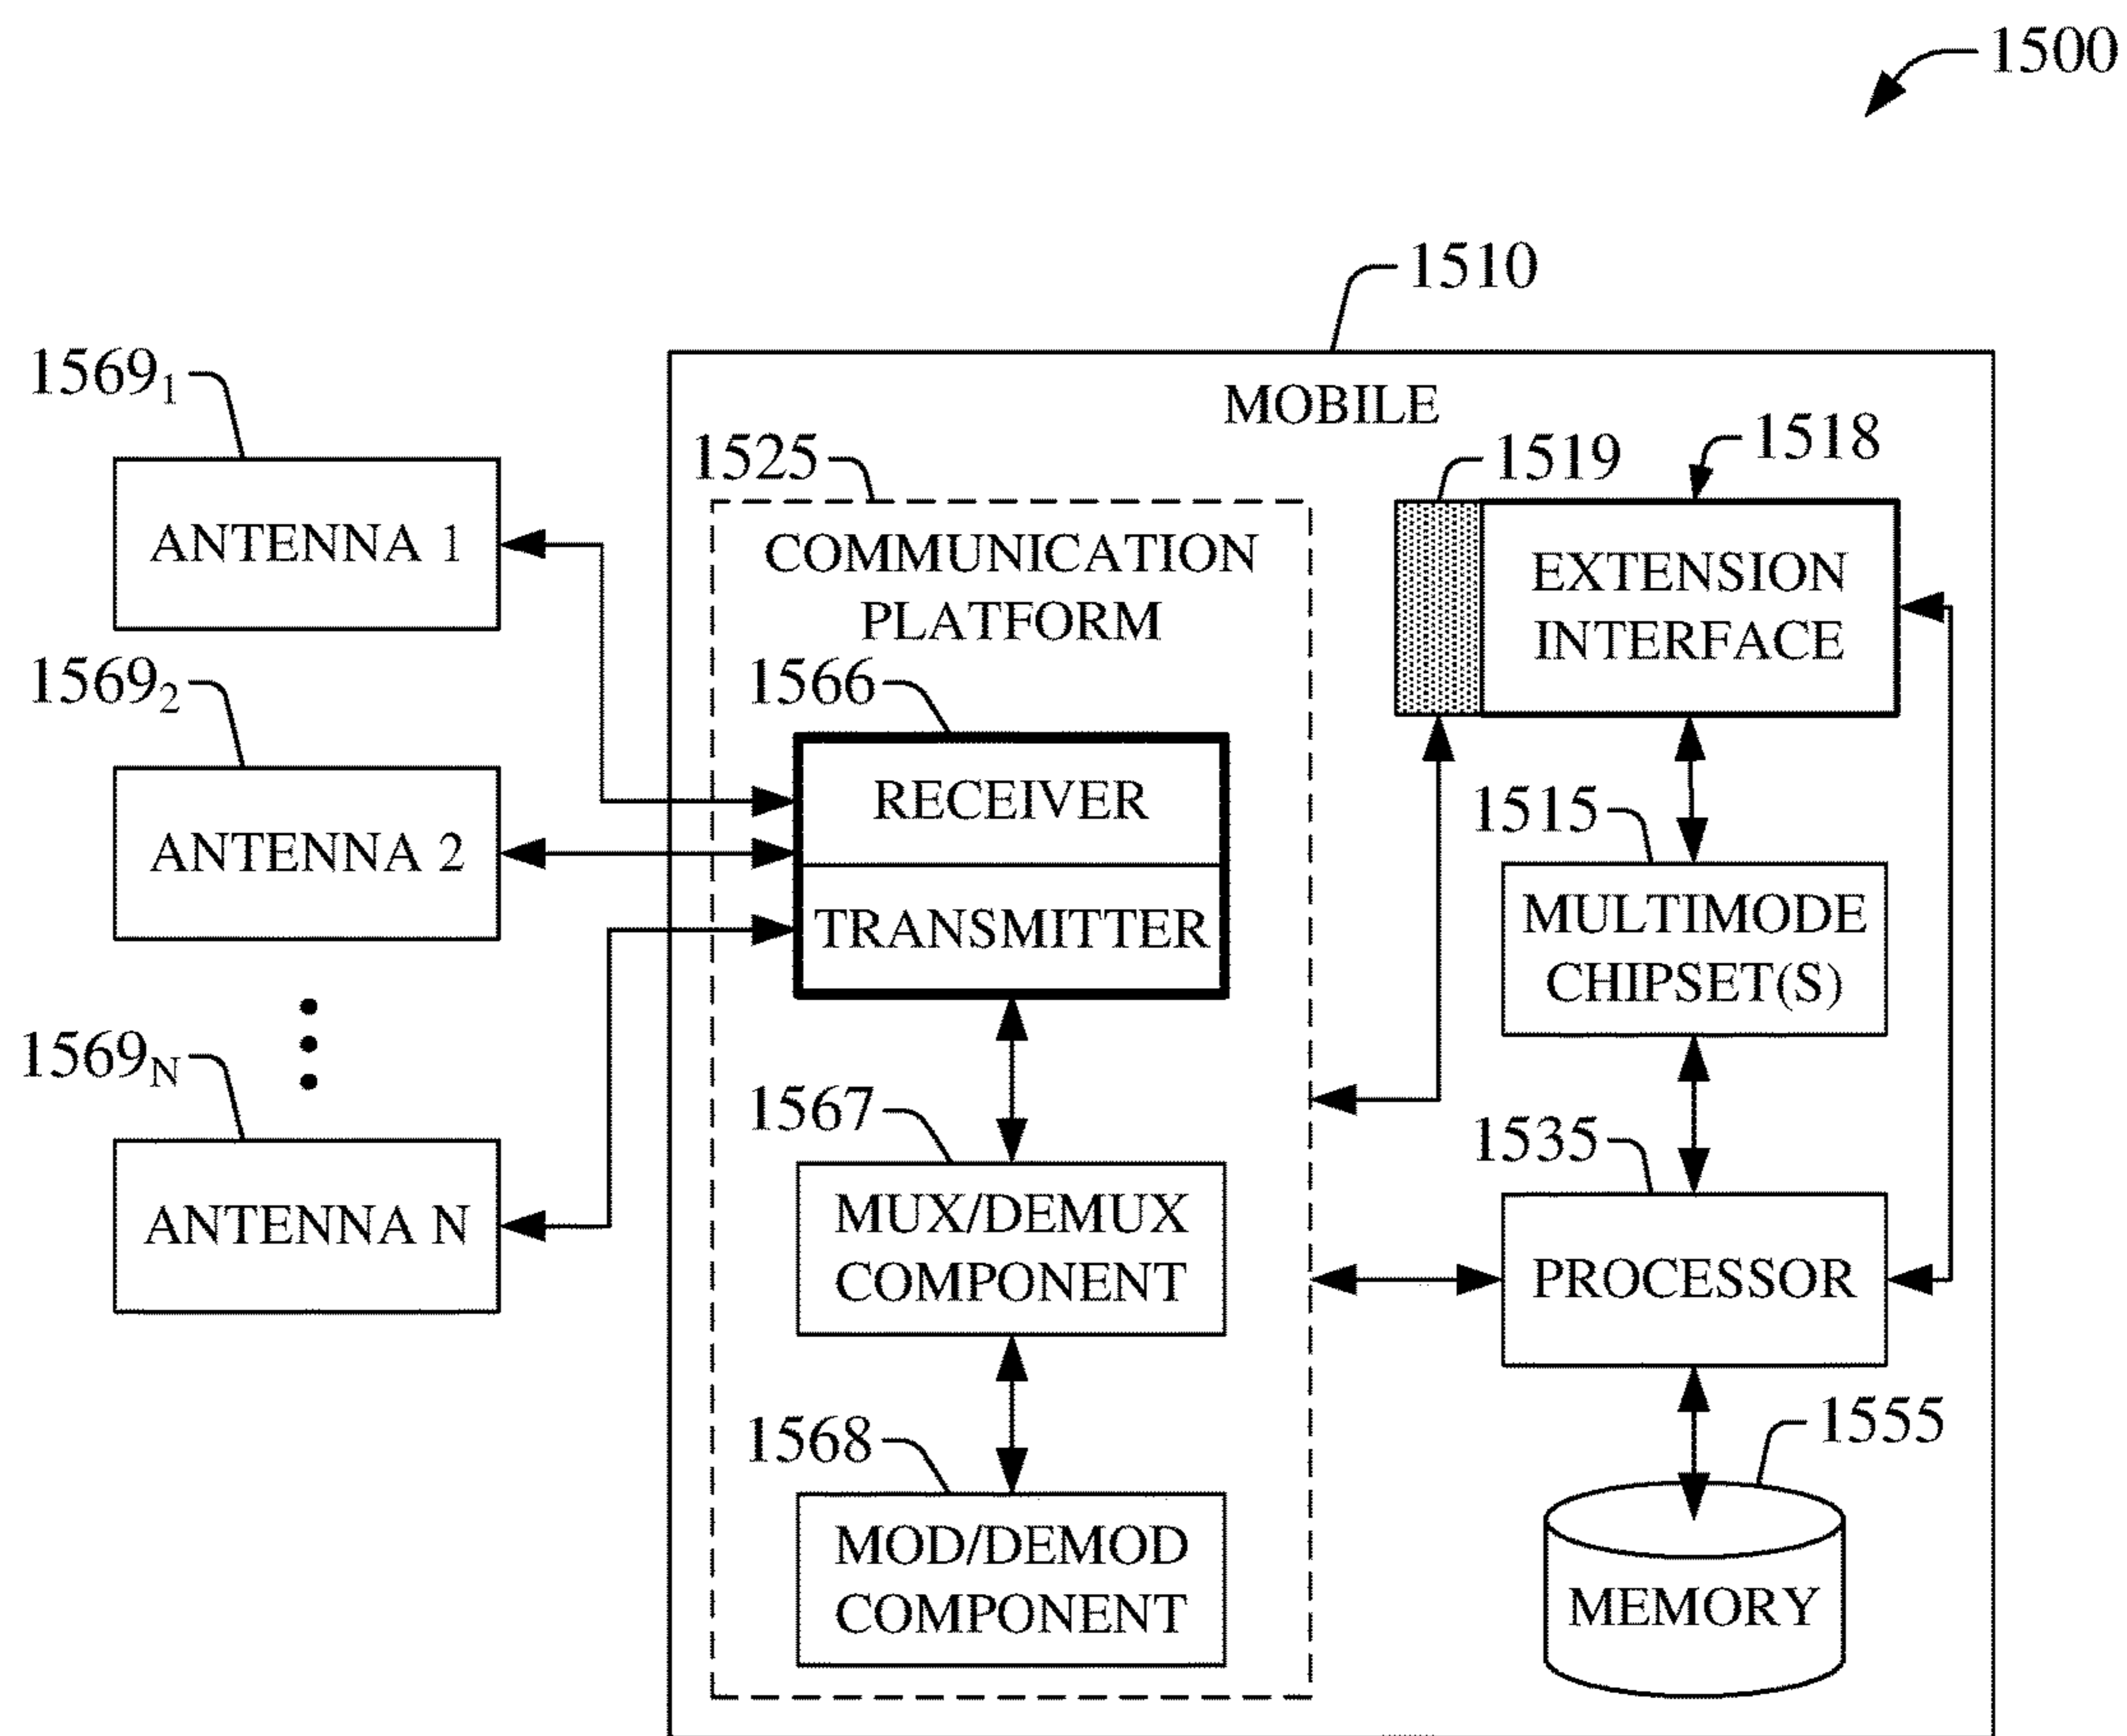 1500
1510
MOBILE
1569₁
ANTENNA 1
1569₂
ANTENNA 2
1569N
ANTENNA N
1525
COMMUNICATION
PLATFORM
1566
RECEIVER
TRANSMITTER
1567
MUX/DEMUX
COMPONENT
1568
MOD/DEMOD
COMPONENT
1519
1518
EXTENSION
INTERFACE
1515
MULTIMODE
CHIPSET(S)
1535
PROCESSOR
1555
MEMORY